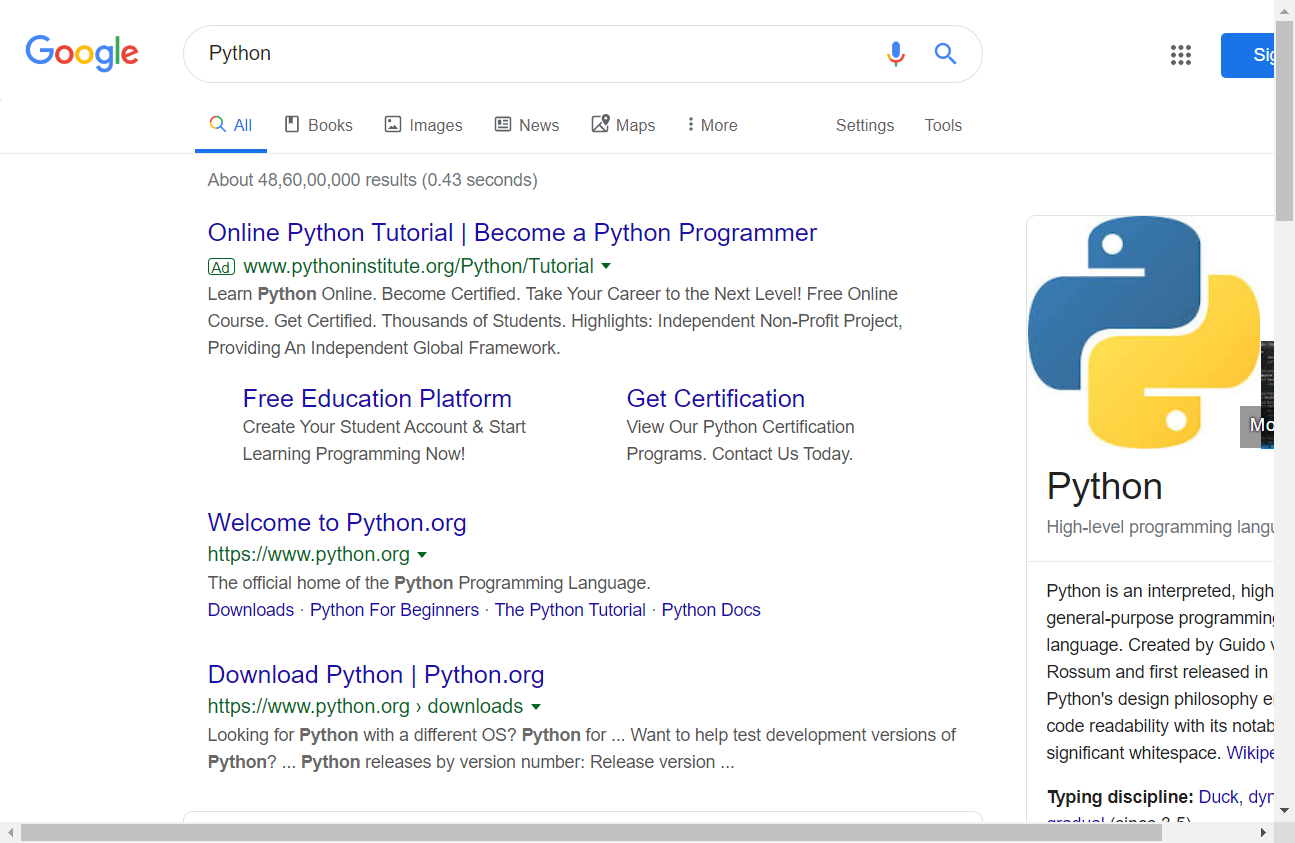 Google
Python
Sig
All
Books
Images
News
Maps
More
Settings
Tools
About 48,60,00,000 results (0.43 seconds)
Online Python Tutorial | Become a Python Programmer
Ad www.pythoninstitute.org/Python/Tutorial
Learn Python Online. Become Certified. Take Your Career to the Next Level! Free Online
Course. Get Certified. Thousands of Students. Highlights: Independent Non-Profit Project,
Providing An Independent Global Framework.
Free Education Platform
Create Your Student Account & Start
Learning Programming Now!
Get Certification
View Our Python Certification
Programs. Contact Us Today.
Welcome to Python.org
https://www.python.org
The official home of the Python Programming Language.
Downloads · Python For Beginners · The Python Tutorial · Python Docs
Download Python | Python.org
https://www.python.org › downloads
Looking for Python with a different OS? Python for ... Want to help test development versions of
Python? ... Python releases by version number: Release version ...
Mo
Python
High-level programming langu
Python is an interpreted, high
general-purpose programming
language. Created by Guido v
Rossum and first released in
Python's design philosophy e
code readability with its notab
significant whitespace. Wikipe
Typing discipline: Duck, dyn
gradual (since 3.5)